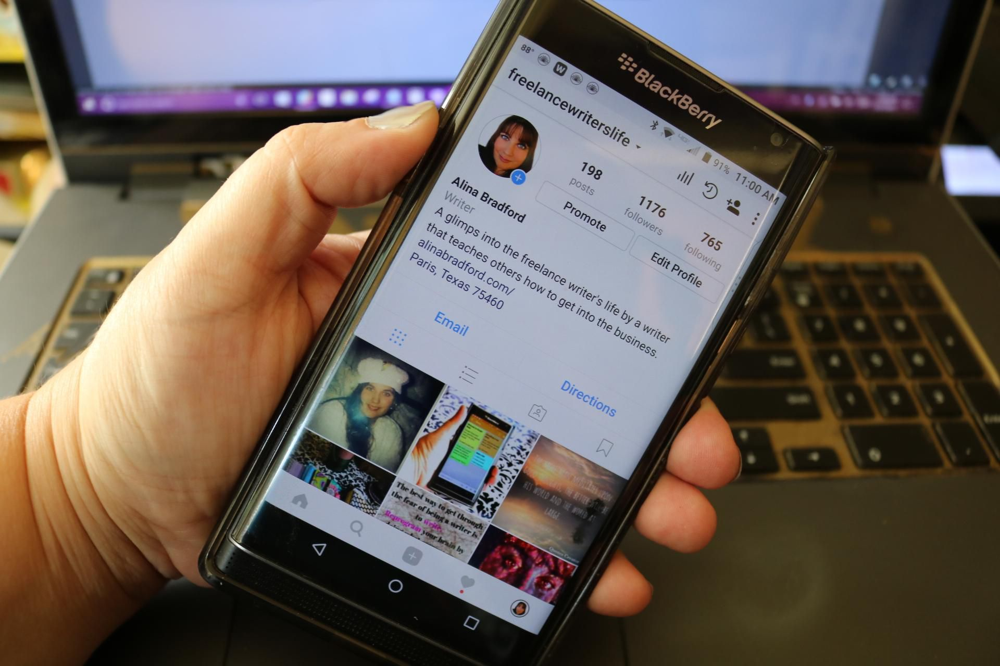 BlackBerry
88°
W
91% 11:00 AM
freelancewriterslife
198
posts
1176
followers
765
following
Promote
Edit Profile
Alina Bradford
Writer
A glimps into the freelance writer's life by a writer
that teaches others how to get into the business.
alinabradford.com/
Paris, Texas 75460
Email
Directions
HIS WORLD AND THE WORLD AT
LARGE
The best way to get through
the fear of being a writer is
to write.
Reprogram your brain by